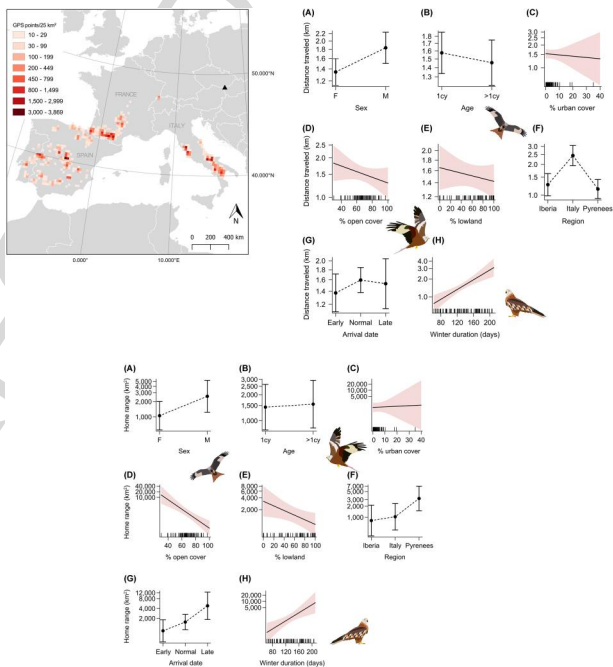 GPS points/25 km²
10 - 29
30 - 99
100 - 199
200 - 449
450 - 799
800 - 1,499
1,500 - 2,999
3,000 - 3,869
FRANCE
ITALY
SPAIN
50.000°N
40.000°N
N
0 200 400 km
0.000° 10.000°E
(A) (B) (C)
Distance traveled (km)
2.2
2.0
1.8
1.6
1.4
1.2
F M
Sex
1.8
1.6
1.4
1.2
1cy >1cy
Age
3.0
2.5
2.0
1.5
1.0
0 10 20 30 40
% urban cover
(D) (E) (F)
Distance traveled (km)
2.5
2.0
1.5
1.0
40 60 80 100
% open cover
2.0
1.8
1.6
1.4
1.2
0 20 40 60 80 100
% lowland
3.0
2.5
2.0
1.5
1.0
Iberia Italy Pyrenees
Region
(G) (H)
Distance traveled (km)
2.0
1.8
1.6
1.4
1.2
Early Normal Late
Arrival date
4.0
3.0
2.0
1.0
80 120 160 200
Winter duration (days)
(A) (B) (C)
Home range (km²)
5,000
4,000
3,000
2,000
1,000
F M
Sex
3,000
2,000
1,000
1cy >1cy
Age
20,000
5,000
2,000
0 10 20 30 40
% urban cover
(D) (E) (F)
Home range (km²)
40,000
20,000
10,000
40 60 80 100
% open cover
8,000
6,000
4,000
2,000
0 20 40 60 80 100
% lowland
7,000
5,000
3,000
2,000
1,000
Iberia Italy Pyrenees
Region
(G) (H)
Home range (km²)
12,000
8,000
4,000
2,000
Early Normal Late
Arrival date
20,000
10,000
5,000
80 120 160 200
Winter duration (days)